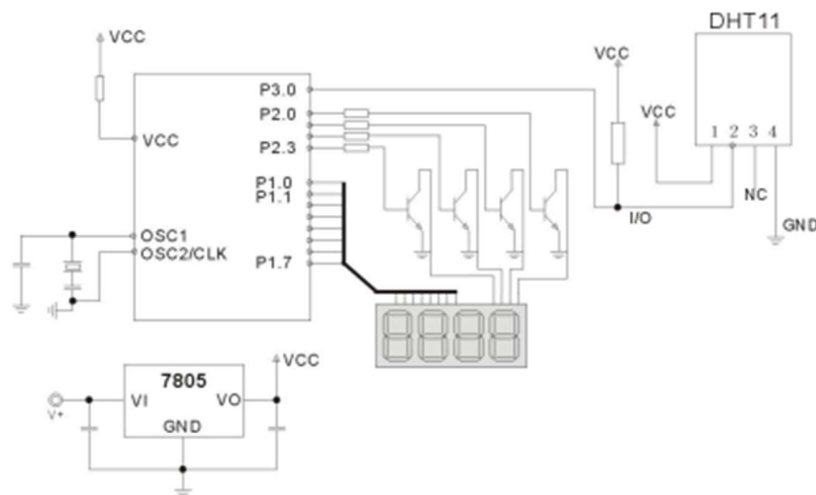 DHT11
VCC
VCC
P3.0
VCC
P2.0
1 2 3 4
VCC
P2.3
P1.0
P1.1
NC
I/O
GND
OSC1
OSC2/CLK
P1.7
VCC
7805
VI
VO
V+
GND